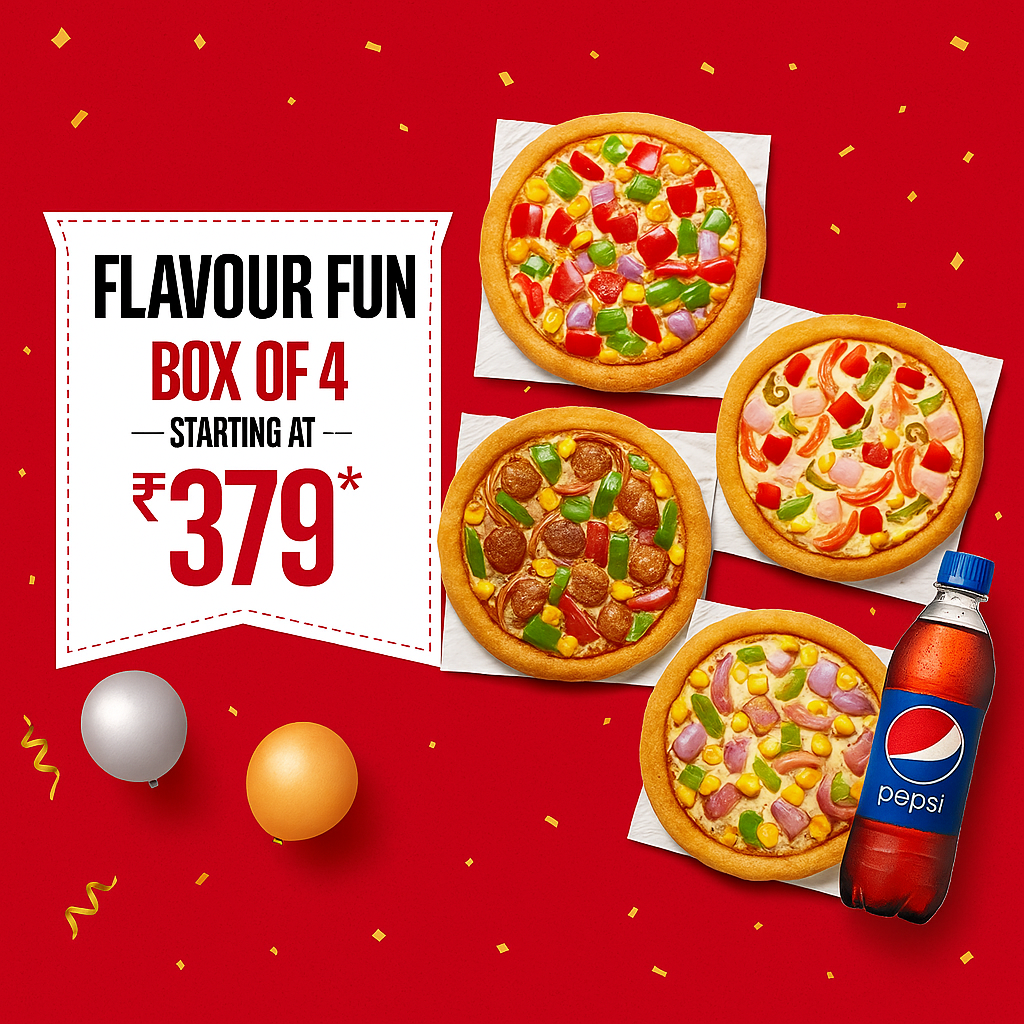 FLAVOUR FUN
BOX OF 4
— STARTING AT —
₹379*
pepsi